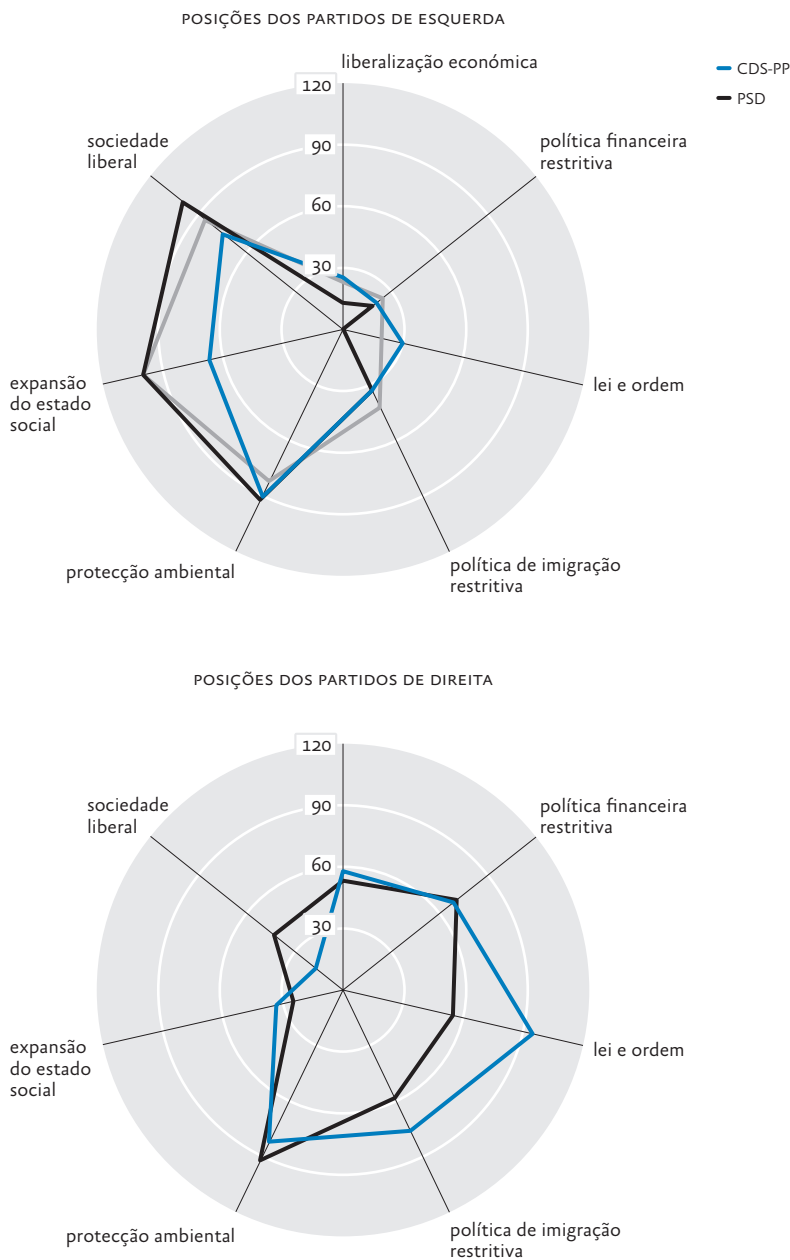 POSIÇÕES DOS PARTIDOS DE ESQUERDA
liberalização económica
CDS-PP
PSD
120
90
60
30
sociedade
liberal
política financeira
restritiva
expansão
do estado
social
lei e ordem
protecção ambiental
política de imigração
restritiva
POSIÇÕES DOS PARTIDOS DE DIREITA
120
90
60
30
sociedade
liberal
política financeira
restritiva
expansão
do estado
social
lei e ordem
protecção ambiental
política de imigração
restritiva